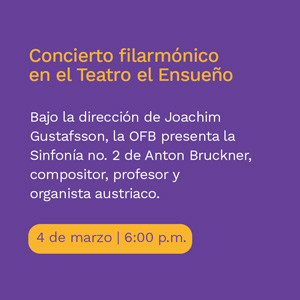 Concierto filarmónico
en el Teatro el Ensueño
Bajo la dirección de Joachim
Gustafsson, la OFB presenta la
Sinfonía no. 2 de Anton Bruckner,
compositor, profesor y
organista austriaco.
4 de marzo | 6:00 p.m.